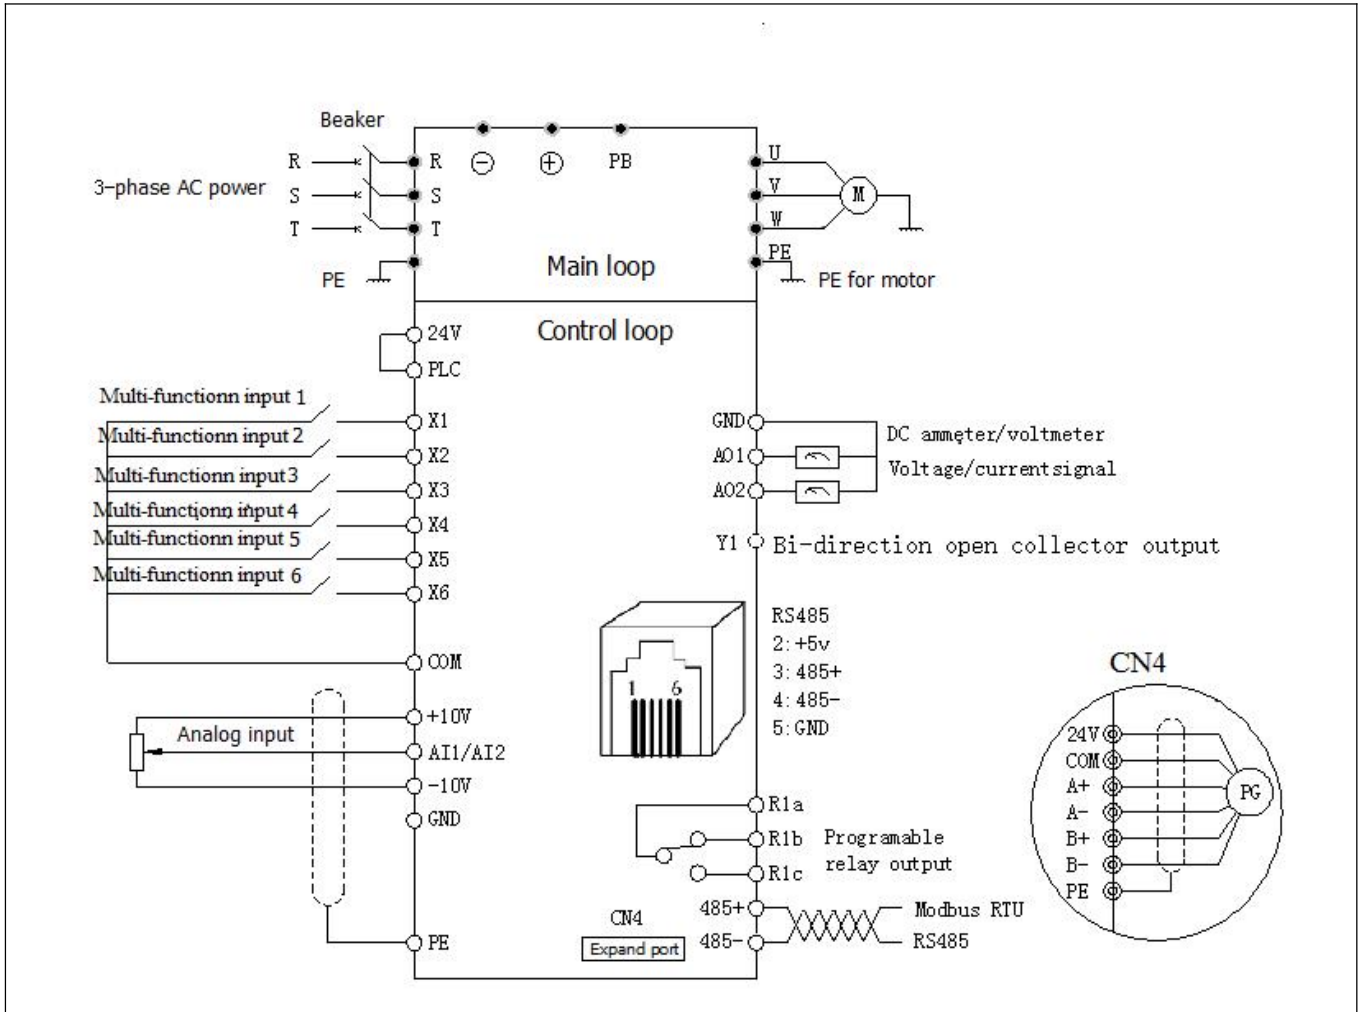 Beaker
3-phase AC power
R
S
T
R
S
T
⊖
⊕
PB
U
V
W
M
PE
PE
PE for motor
Main loop
Control loop
24V
PLC
Multi-functionn input 1
Multi-functionn input 2
Multi-functionn input 3
Multi-functionn input 4
Multi-functionn input 5
Multi-functionn input 6
X1
X2
X3
X4
X5
X6
COM
+10V
Analog input
AI1/AI2
-10V
GND
PE
GND
AO1
AO2
DC ammeter/voltmeter
Voltage/currentsignal
Y1
Bi-direction open collector output
1 6
RS485
2:+5v
3:485+
4:485-
5:GND
R1a
R1b
R1c
Programable
relay output
CN4
Expand port
485+
485-
Modbus RTU
RS485
CN4
24V
COM
A+
A-
B+
B-
PE
PG